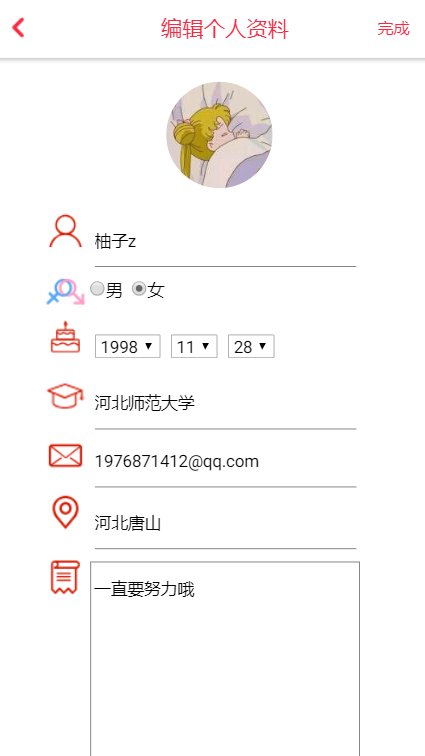 编辑个人资料 完成
柚子z
男 女
1998 11 28
河北师范大学
1976871412@qq.com
河北唐山
一直要努力哦